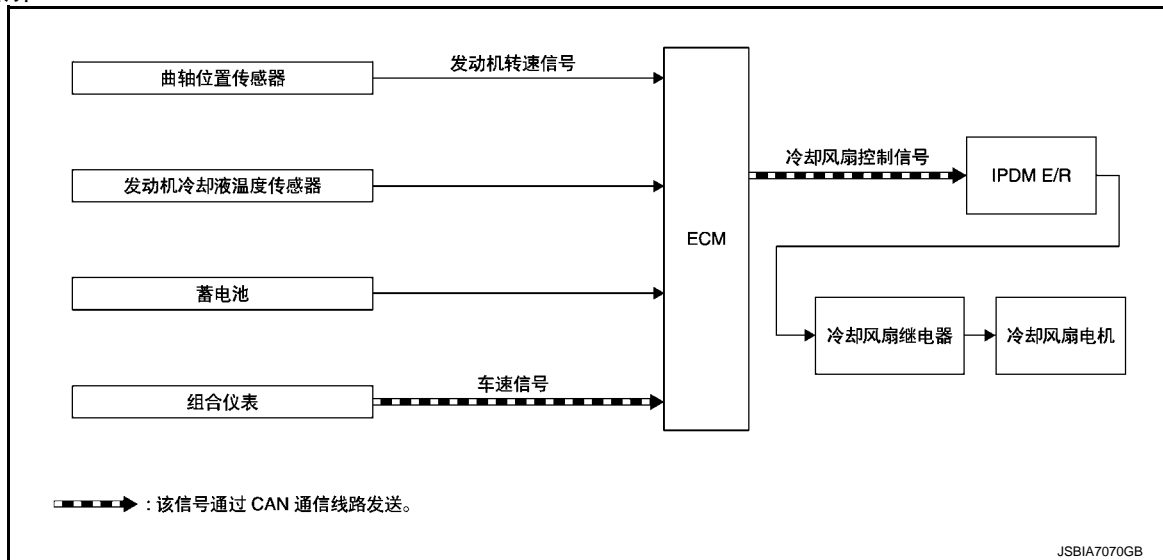 曲轴位置传感器
发动机转速信号
发动机冷却液温度传感器
蓄电池
组合仪表
车速信号
ECM
冷却风扇控制信号
IPDM E/R
冷却风扇继电器
冷却风扇电机
: 该信号通过 CAN 通信线路发送。
JSBIA7070GB